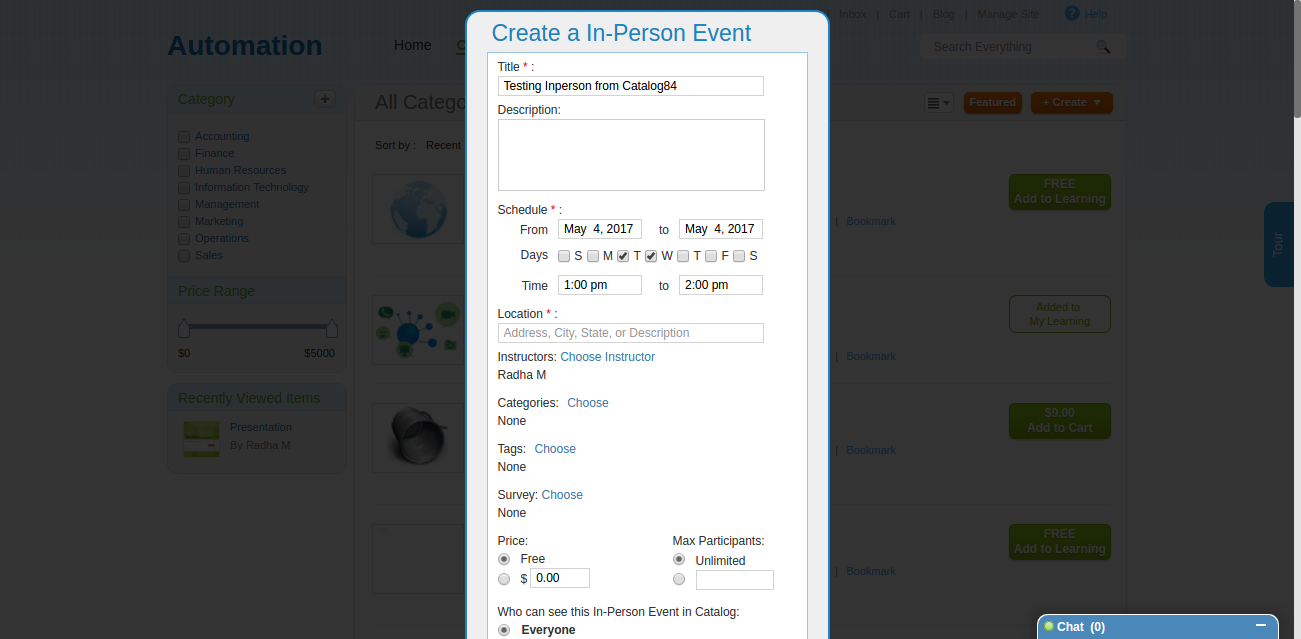 Inbox | Cart | Blog | Manage Site Help
Automation
Home
Search Everything
Category +
Accounting
Finance
Human Resources
Information Technology
Management
Marketing
Operations
Sales
Price Range
$0 $5000
Recently Viewed Items
Presentation
By Radha M
All Catego
Featured
+ Create
Sort by : Recent
FREE
Add to Learning
| Bookmark
Added to
My Learning
| Bookmark
$9.00
Add to Cart
| Bookmark
FREE
Add to Learning
| Bookmark
Tour
Create a In-Person Event
Title * :
Testing Inperson from Catalog84
Description:
Schedule * :
From May 4, 2017 to May 4, 2017
Days S M T W T F S
Time 1:00 pm to 2:00 pm
Location * :
Address, City, State, or Description
Instructors: Choose Instructor
Radha M
Categories: Choose
None
Tags: Choose
None
Survey: Choose
None
Price: Max Participants:
Free Unlimited
$ 0.00
Who can see this In-Person Event in Catalog:
Everyone
Chat (0)